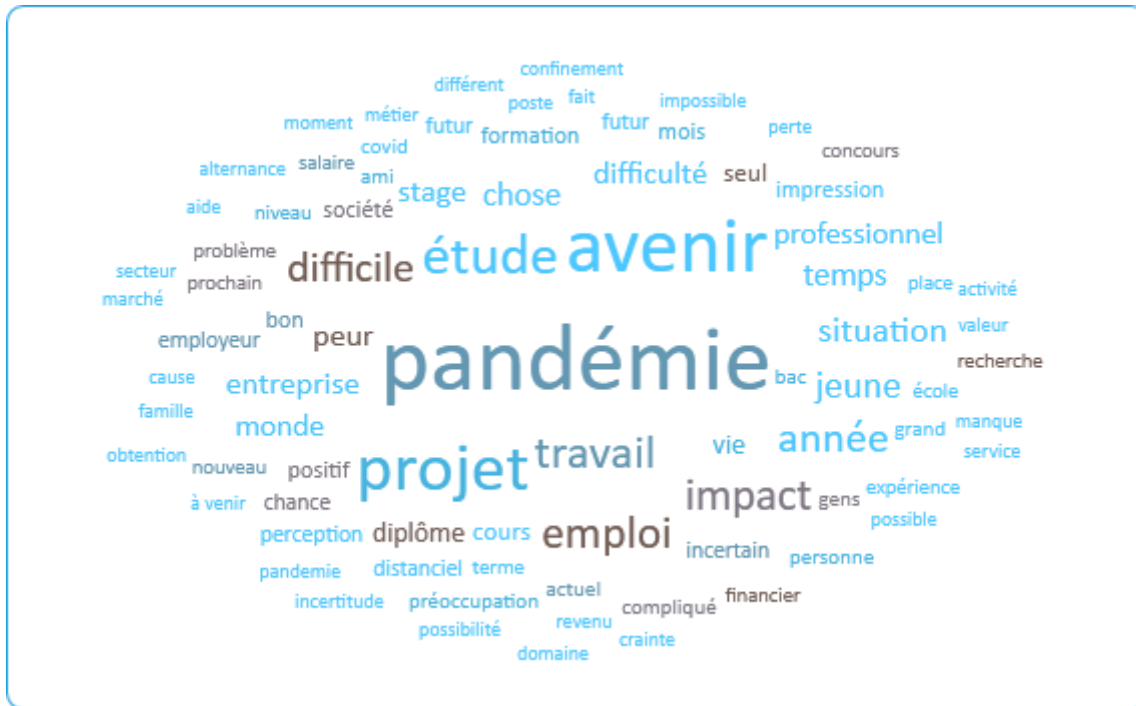 confinement
différent
poste
fait
impossible
moment
métier
futur
formation
futur
mois
perte
covid
concours
alternance
salaire
ami
stage
chose
difficulté
seul
impression
aide
niveau
société
problème
difficile
étude
avenir
professionnel
secteur
prochain
temps
place
activité
marché
bon
employeur
peur
pandémie
situation
valeur
recherche
cause
entreprise
bac
jeune
école
famille
monde
année
grand
manque
obtention
nouveau
positif
projet
travail
vie
service
à venir
chance
impact
gens
expérience
possible
perception
diplôme
cours
emploi
incertain
personne
pandemie
distanciel
terme
incertitude
préoccupation
actuel
compliqué
financier
possibilité
revenu
crainte
domaine